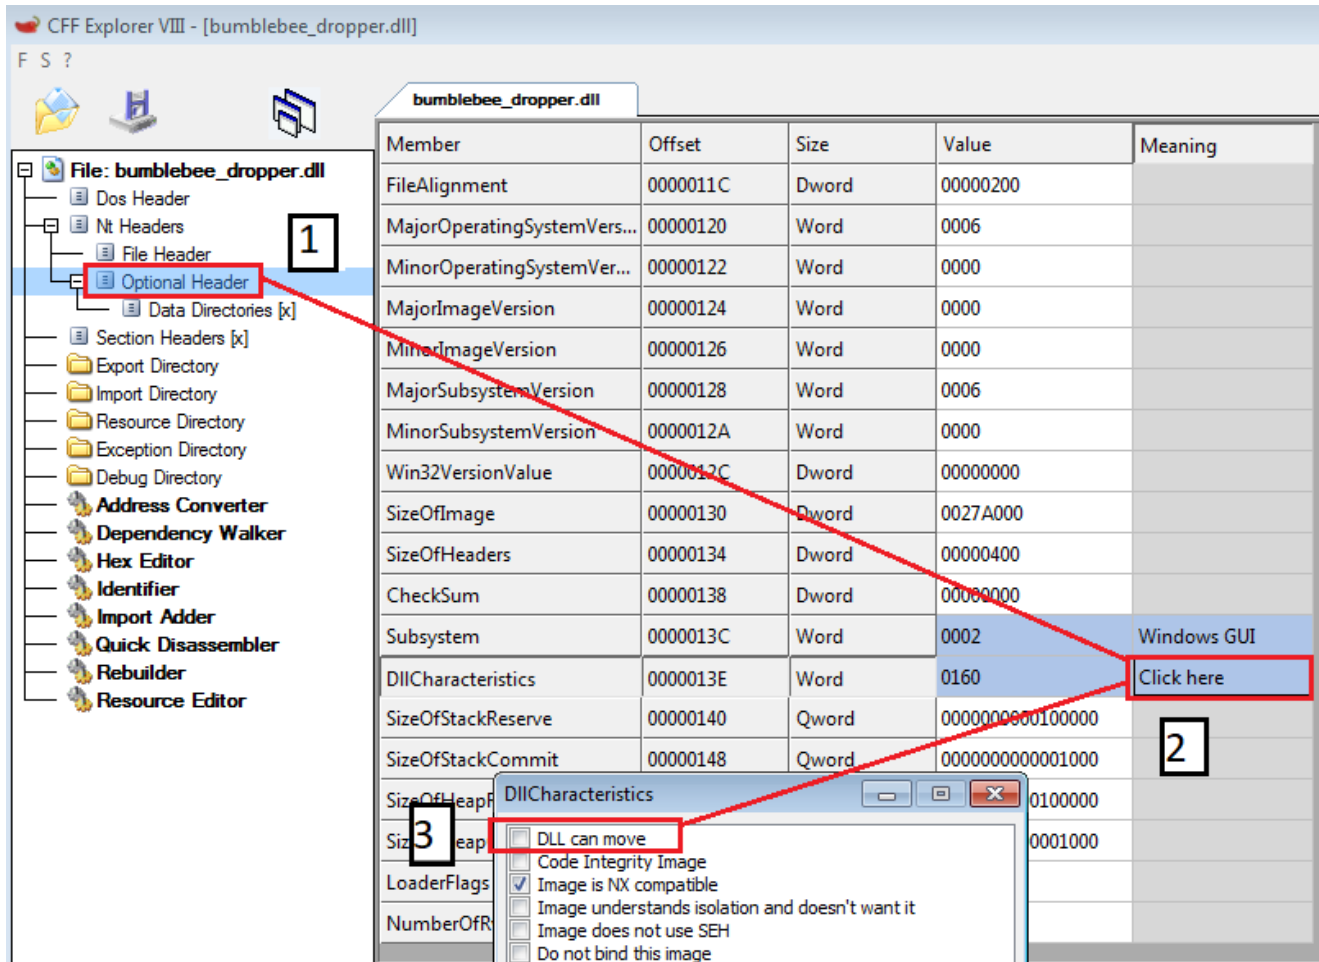 CFF Explorer VIII - [bumblebee_dropper.dll]
F S ?
bumblebee_dropper.dll
File: bumblebee_dropper.dll
Dos Header
Nt Headers
File Header
Optional Header
Data Directories [x]
Section Headers [x]
Export Directory
Import Directory
Resource Directory
Exception Directory
Debug Directory
Address Converter
Dependency Walker
Hex Editor
Identifier
Import Adder
Quick Disassembler
Rebuilder
Resource Editor
1
Member Offset Size Value Meaning
FileAlignment 0000011C Dword 00000200
MajorOperatingSystemVers... 00000120 Word 0006
MinorOperatingSystemVer... 00000122 Word 0000
MajorImageVersion 00000124 Word 0000
MinorImageVersion 00000126 Word 0000
MajorSubsystemVersion 00000128 Word 0006
MinorSubsystemVersion 0000012A Word 0000
Win32VersionValue 0000012C Dword 00000000
SizeOfImage 00000130 Dword 0027A000
SizeOfHeaders 00000134 Dword 00000400
CheckSum 00000138 Dword 00000000
Subsystem 0000013C Word 0002 Windows GUI
DllCharacteristics 0000013E Word 0160 Click here
SizeOfStackReserve 00000140 Qword 0000000000100000
SizeOfStackCommit 00000148 Qword 0000000000001000
2
SizeOfHeapR 00100000
Siz eap 0001000
LoaderFlags
NumberOfR
3
DllCharacteristics
DLL can move
Code Integrity Image
Image is NX compatible
Image understands isolation and doesn't want it
Image does not use SEH
Do not bind this image